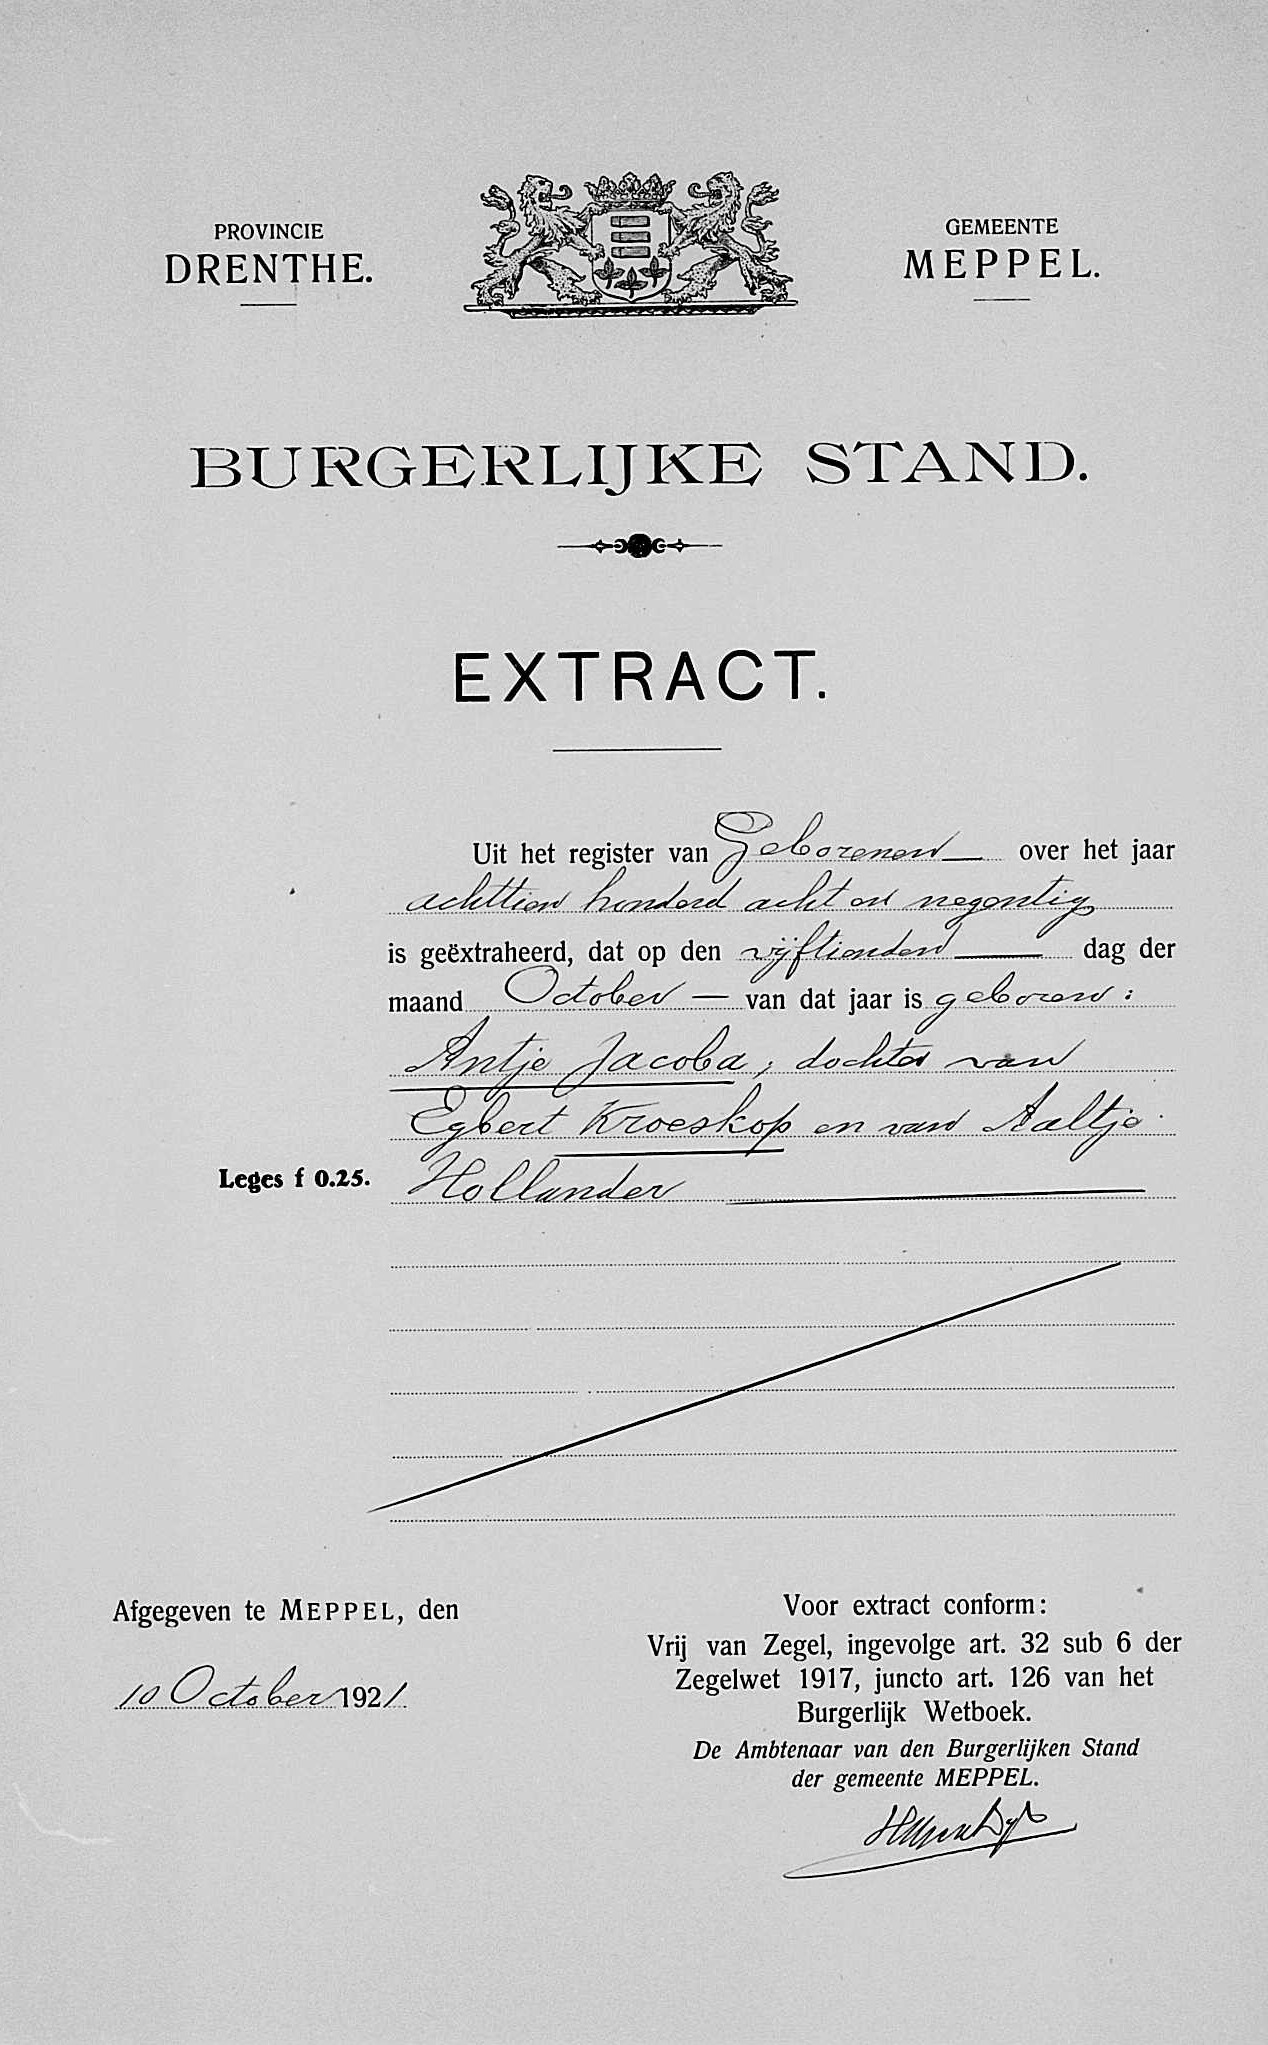 PROVINCIE
DRENTHE.
GEMEENTE
MEPPEL.
BURGERLIJKE STAND.
EXTRACT.
Uit het register van Geborenen over het jaar
achttien honderd acht en negentig
is geëxtraheerd, dat op den vijftienden dag der
maand October van dat jaar is geboren:
Antje Jacoba, dochter van
Egbert Kroeskop en van Aaltje
Leges f 0.25. Hollander
Afgegeven te MEPPEL, den
10 October 1921.
Voor extract conform:
Vrij van Zegel, ingevolge art. 32 sub 6 der
Zegelwet 1917, juncto art. 126 van het
Burgerlijk Wetboek.
De Ambtenaar van den Burgerlijken Stand
der gemeente MEPPEL.